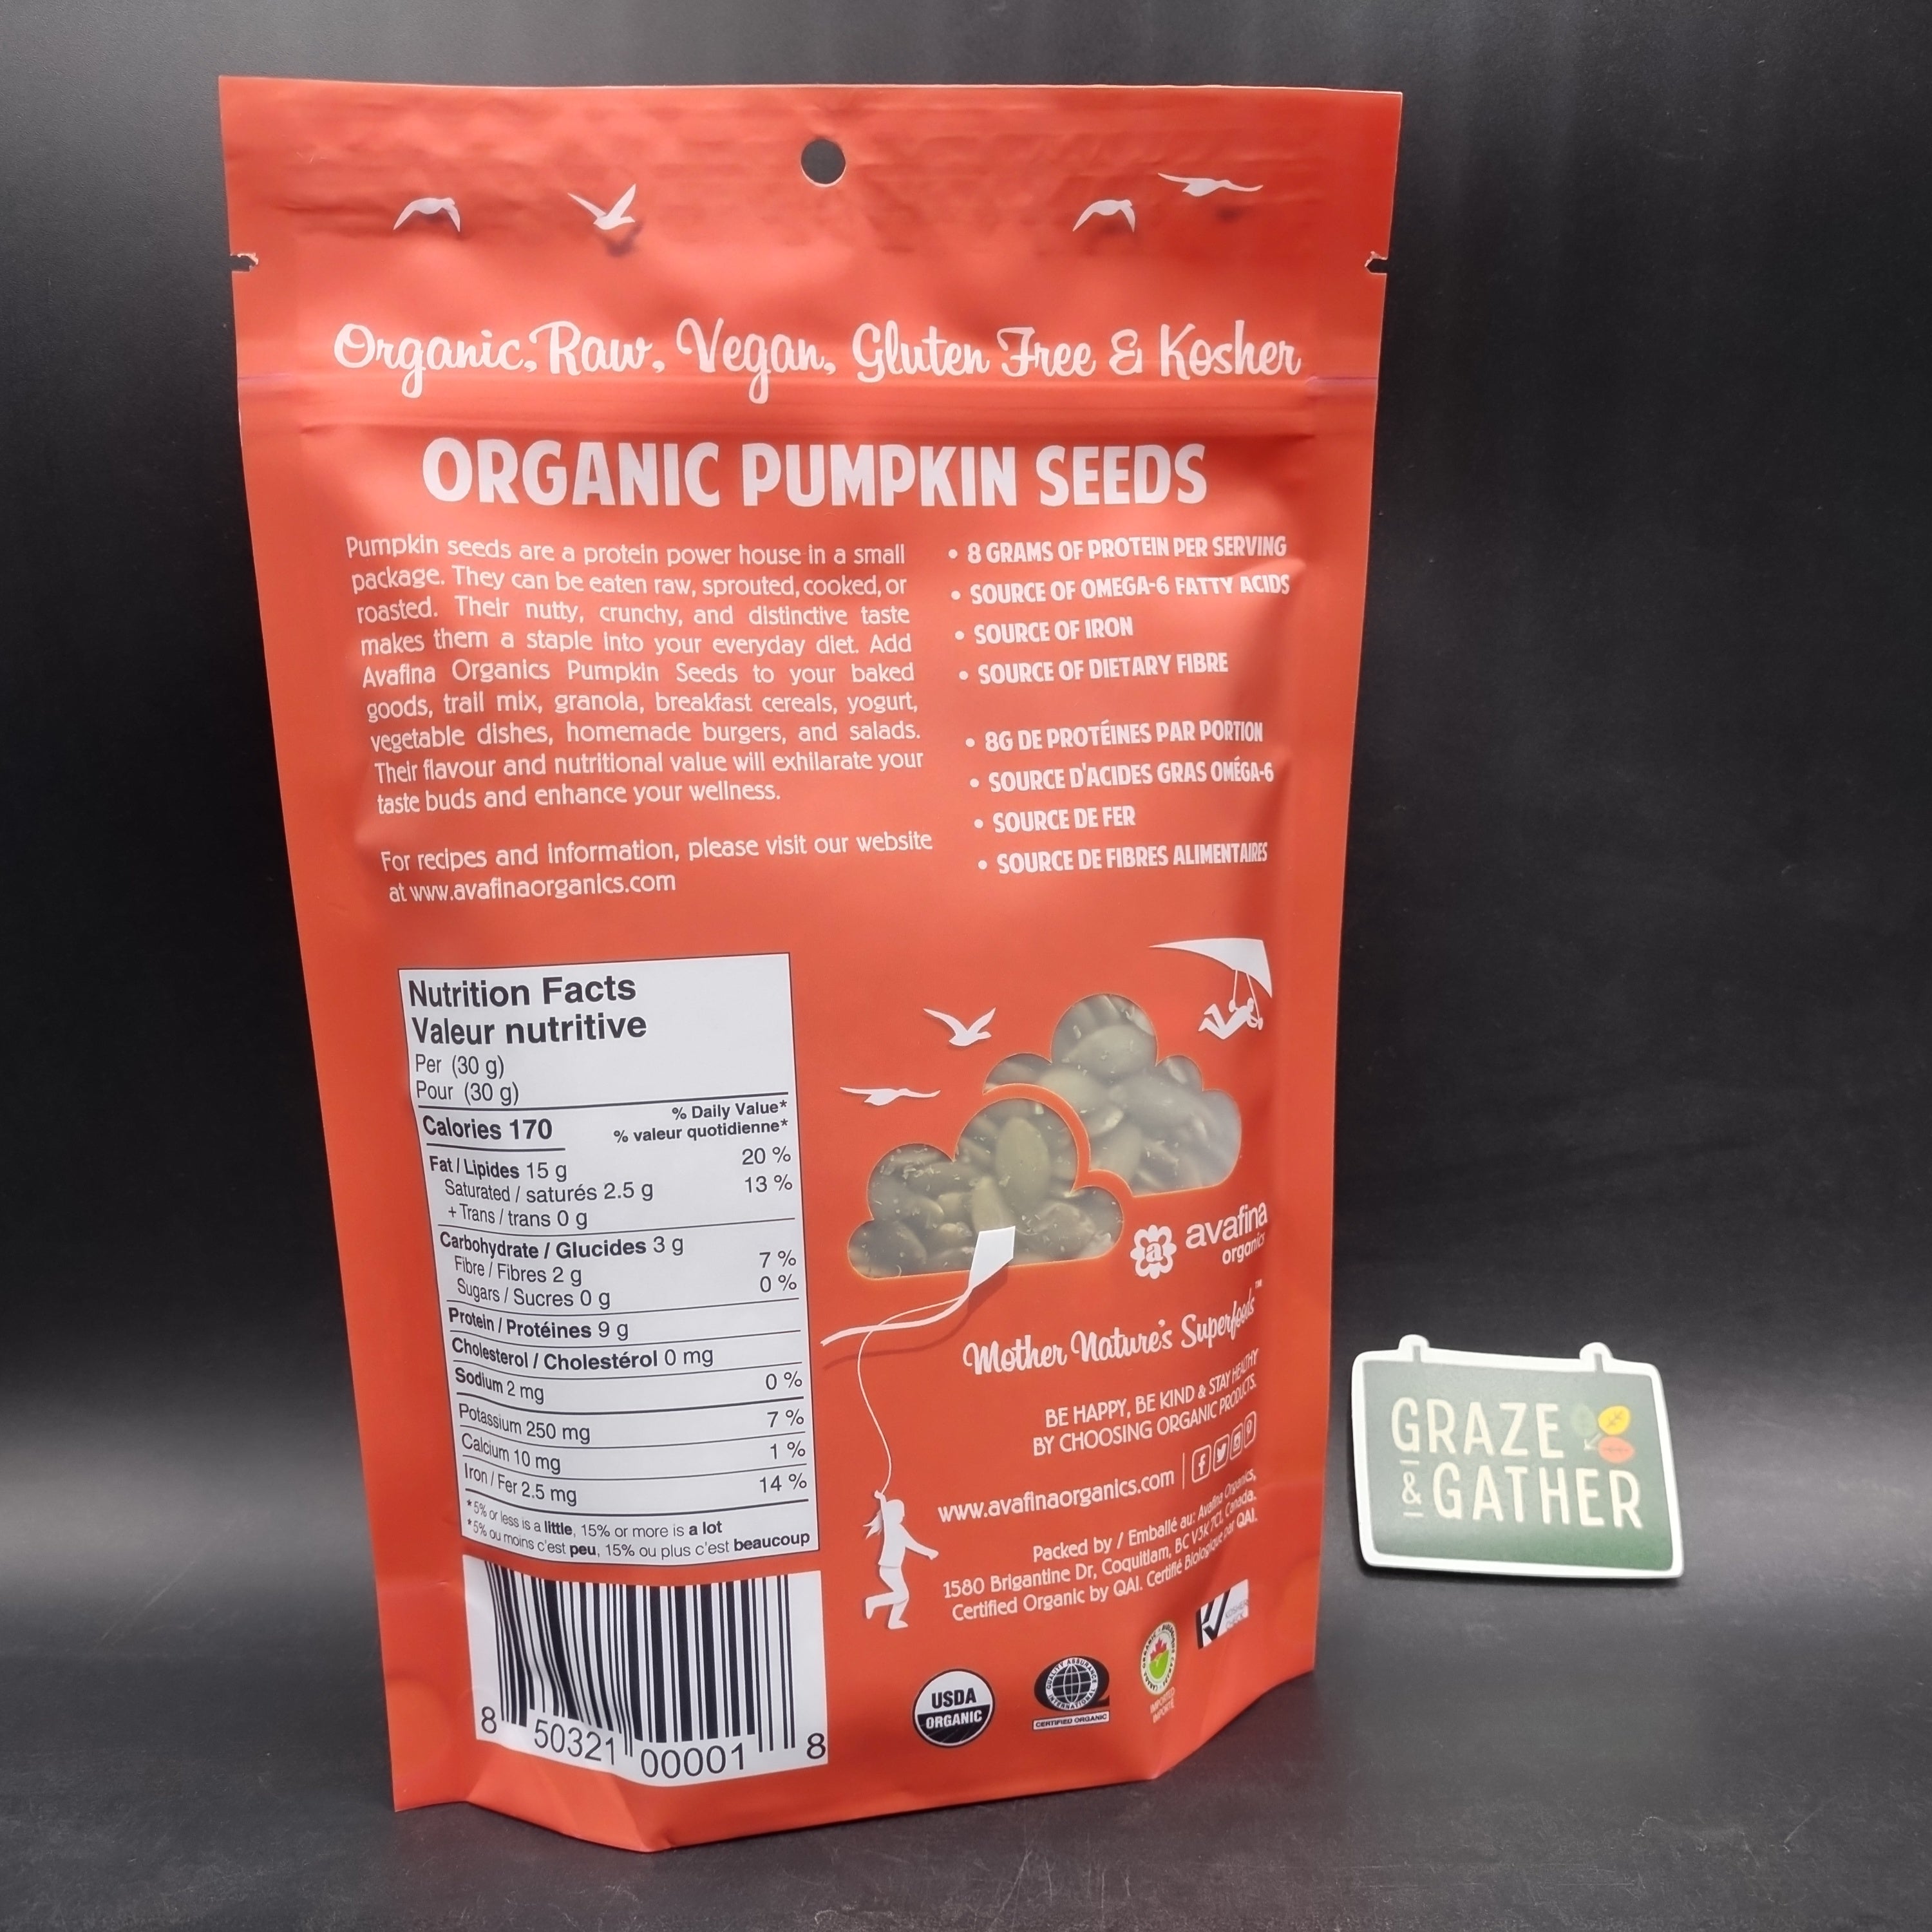 Organic, Raw, Vegan, Gluten Free & Kosher
ORGANIC PUMPKIN SEEDS
Pumpkin seeds are a protein power house in a small
package. They can be eaten raw, sprouted, cooked, or
roasted. Their nutty, crunchy, and distinctive taste
makes them a staple into your everyday diet. Add
Avafina Organics Pumpkin Seeds to your baked
goods, trail mix, granola, breakfast cereals, yogurt,
vegetable dishes, homemade burgers, and salads.
Their flavour and nutritional value will exhilarate your
taste buds and enhance your wellness.
For recipes and information, please visit our website
at www.avafinaorganics.com
• 8 GRAMS OF PROTEIN PER SERVING
• SOURCE OF OMEGA-6 FATTY ACIDS
• SOURCE OF IRON
• SOURCE OF DIETARY FIBRE
• 8G DE PROTÉINES PAR PORTION
• SOURCE D'ACIDES GRAS OMÉGA-6
• SOURCE DE FER
• SOURCE DE FIBRES ALIMENTAIRES
Nutrition Facts
Valeur nutritive
Per (30 g)
Pour (30 g)
Calories 170
% Daily Value*
% valeur quotidienne*
Fat / Lipides 15 g 20 %
Saturated / saturés 2.5 g 13 %
+ Trans / trans 0 g
Carbohydrate / Glucides 3 g
Fibre / Fibres 2 g 7 %
Sugars / Sucres 0 g 0 %
Protein / Protéines 9 g
Cholesterol / Cholestérol 0 mg
Sodium 2 mg 0 %
Potassium 250 mg 7 %
Calcium 10 mg 1 %
Iron / Fer 2.5 mg 14 %
*5% or less is a little, 15% or more is a lot
*5% ou moins c'est peu, 15% ou plus c'est beaucoup
8 50321 00001 8
a avafina
organics
Mother Nature's Superfoods™
BE HAPPY, BE KIND & STAY HEALTHY
BY CHOOSING ORGANIC PRODUCTS.
www.avafinaorganics.com
Packed by / Emballé au: Avafina Organics,
1580 Brigantine Dr, Coquitlam, BC V3K 7C1, Canada.
Certified Organic by QAI. Certifié Biologique par QAI.
USDA
ORGANIC
QUALITY ASSURANCE
INTERNATIONAL
CERTIFIED ORGANIC
IMPORTED
IMPORTÉ
KOSHER
GRAZE
& GATHER